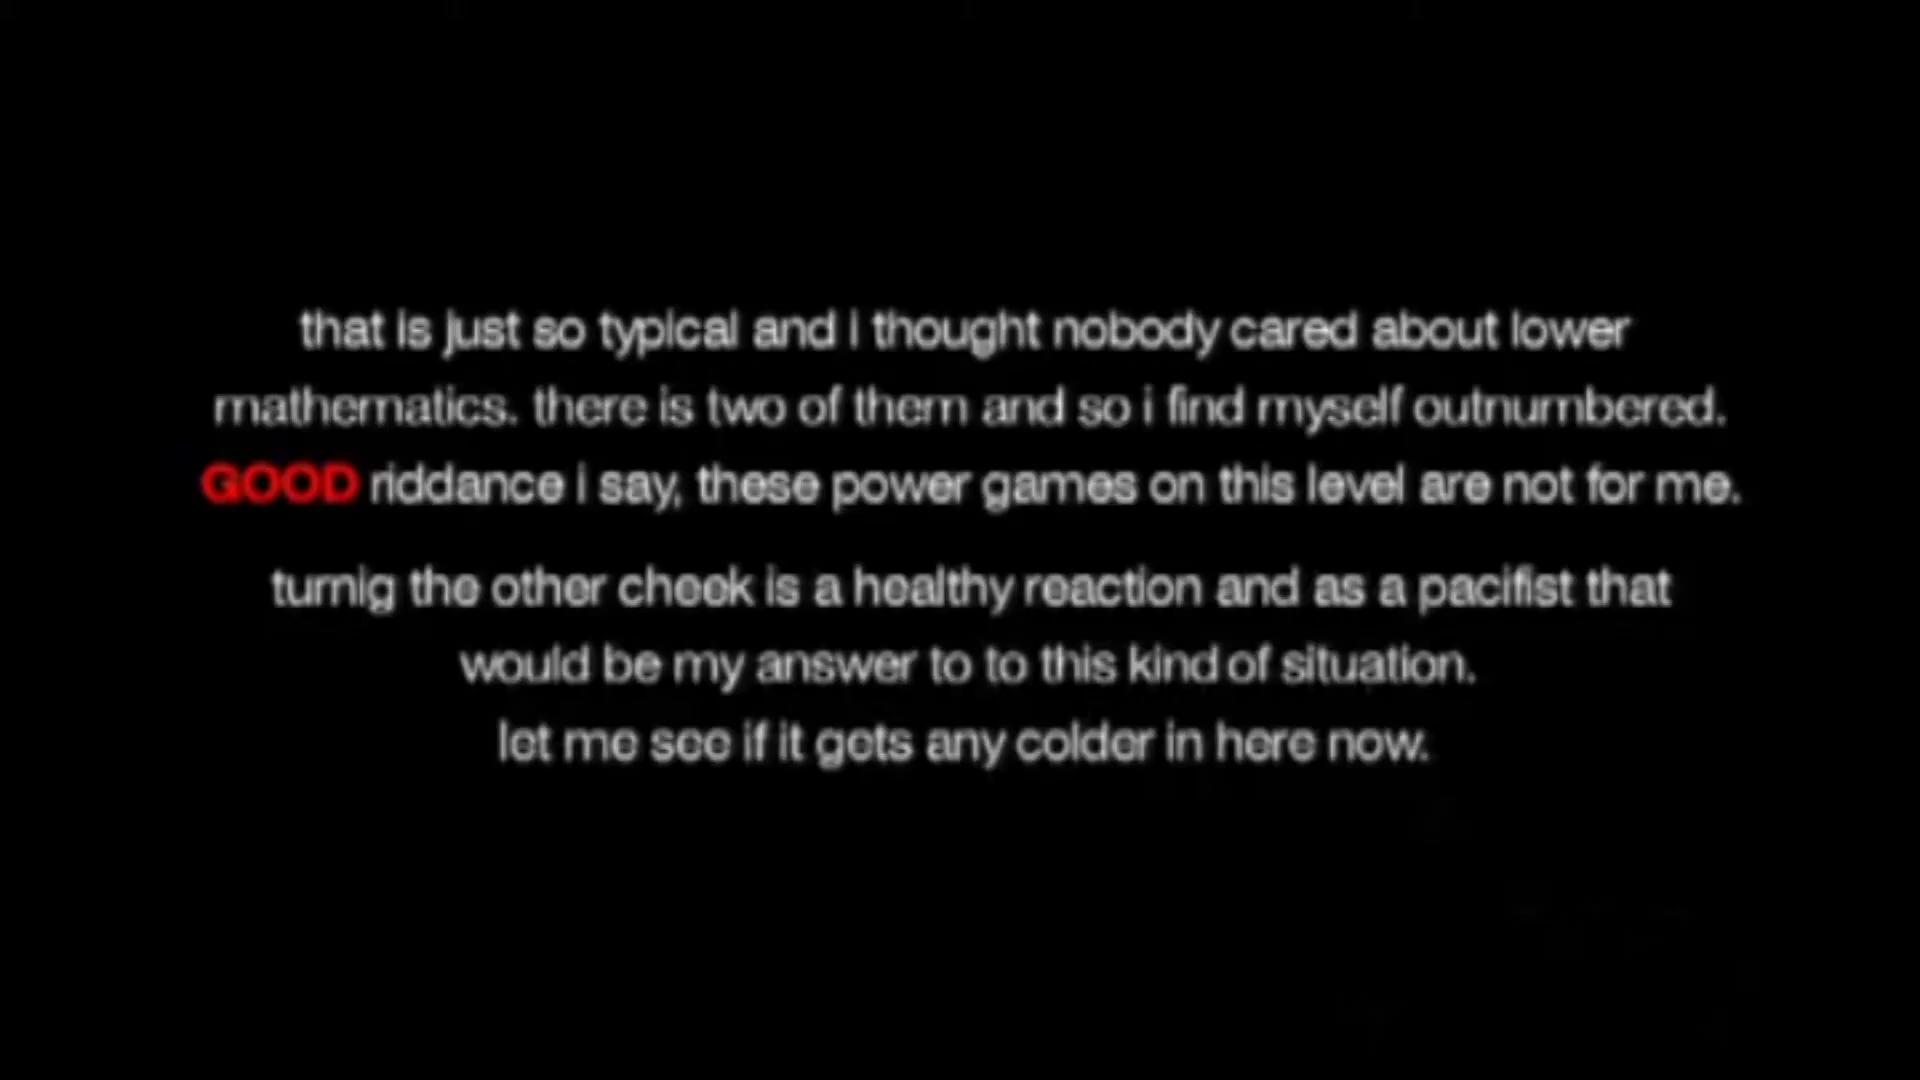 that is just so typical and i thought nobody cared about lower
mathematics. there is two of them and so i find myself outnumbered.
GOOD riddance i say, these power games on this level are not for me.
turnig the other cheek is a healthy reaction and as a pacifist that
would be my answer to to this kind of situation.
let me see if it gets any colder in here now.